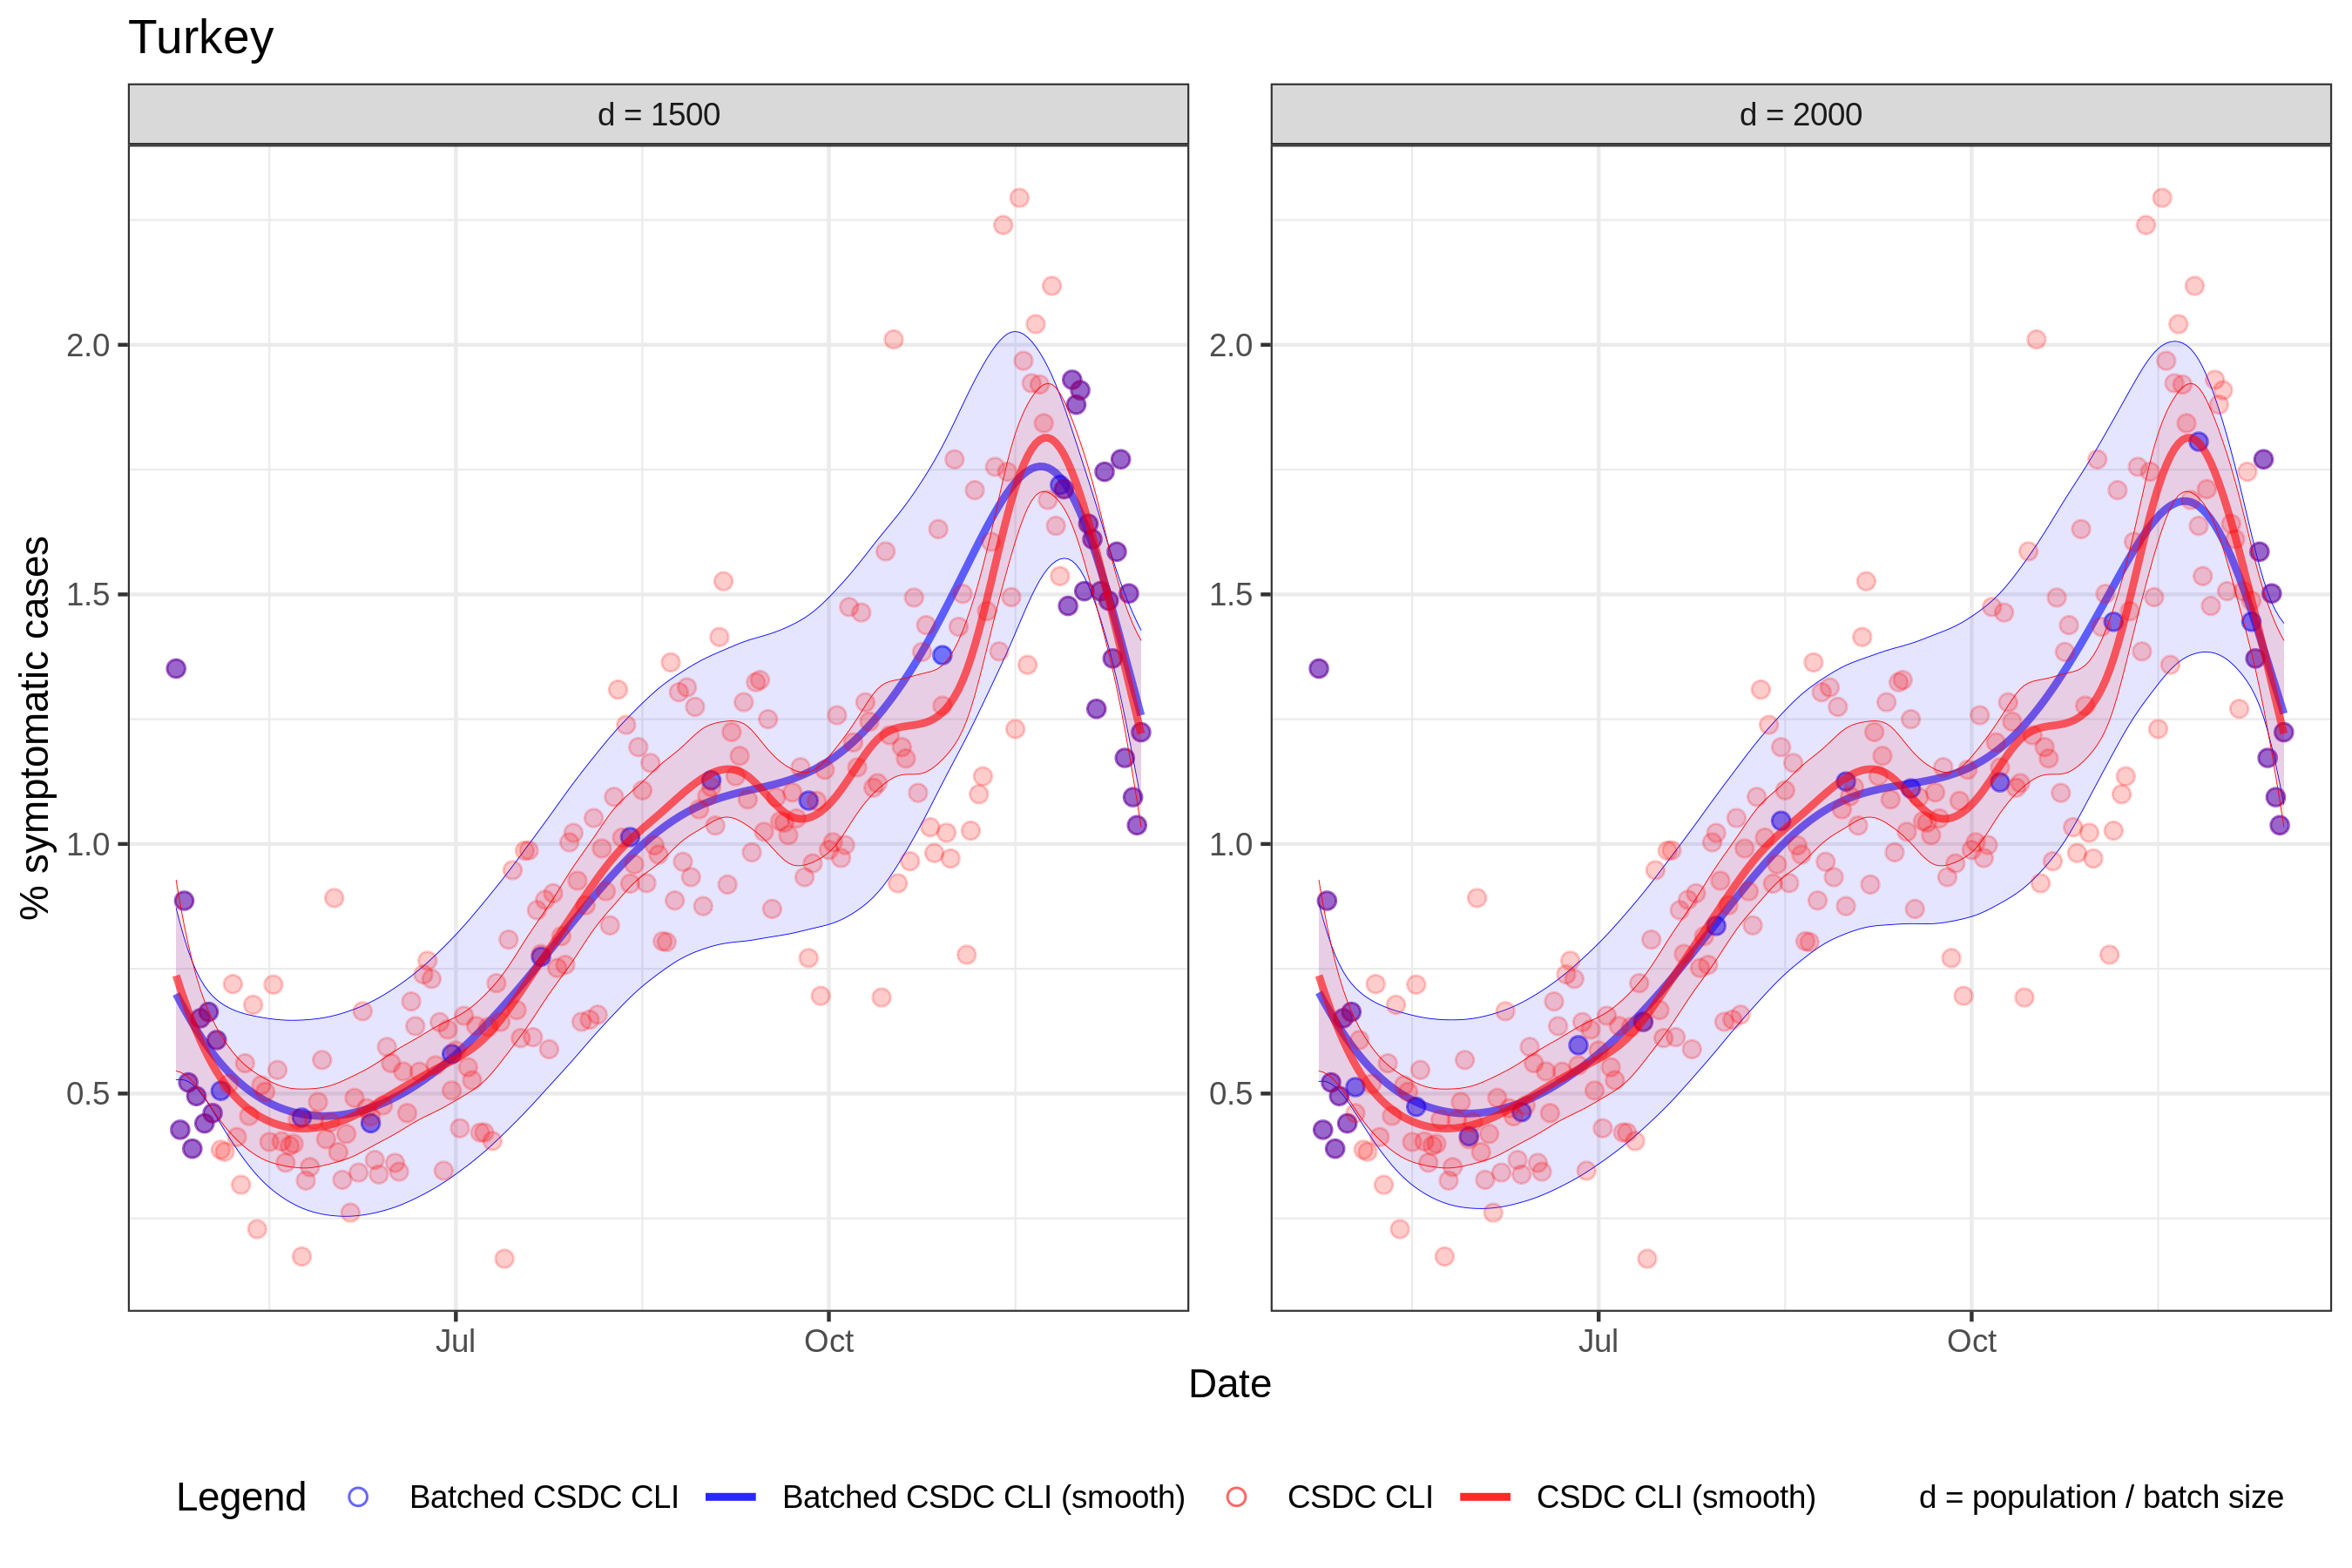 Turkey
d = 1500
d = 2000
% symptomatic cases
2.0
1.5
1.0
0.5
2.0
1.5
1.0
0.5
Jul
Oct
Jul
Oct
Date
Legend
Batched CSDC CLI
Batched CSDC CLI (smooth)
CSDC CLI
CSDC CLI (smooth)
d = population / batch size